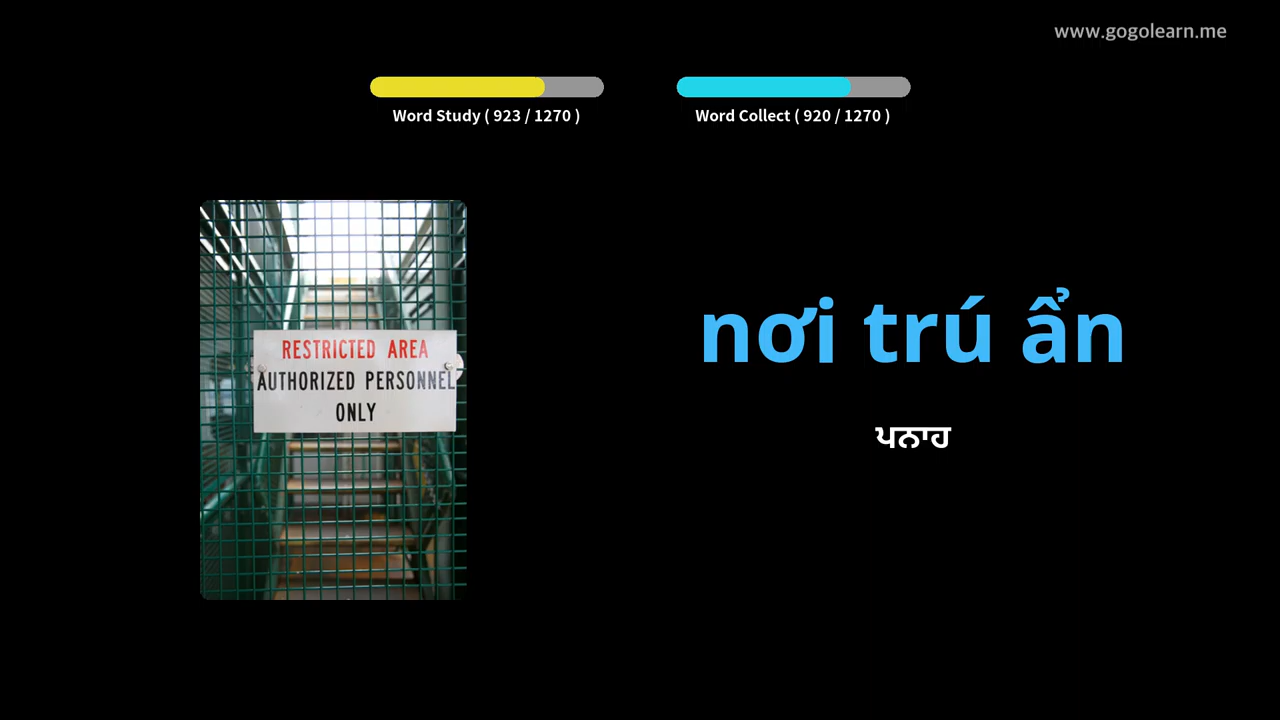 www.gogolearn.me
Word Study ( 923 / 1270 )
Word Collect ( 920 / 1270 )
RESTRICTED AREA
AUTHORIZED PERSONNEL
ONLY
nơi trú ẩn
ਪਨਾਹ